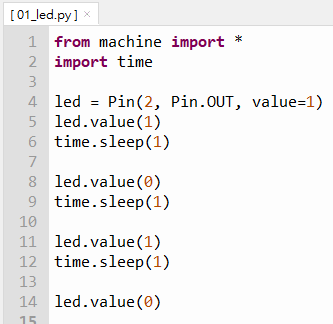 [ 01_led.py ] ×
1 from machine import *
2 import time
3
4 led = Pin(2, Pin.OUT, value=1)
5 led.value(1)
6 time.sleep(1)
7
8 led.value(0)
9 time.sleep(1)
10
11 led.value(1)
12 time.sleep(1)
13
14 led.value(0)
15